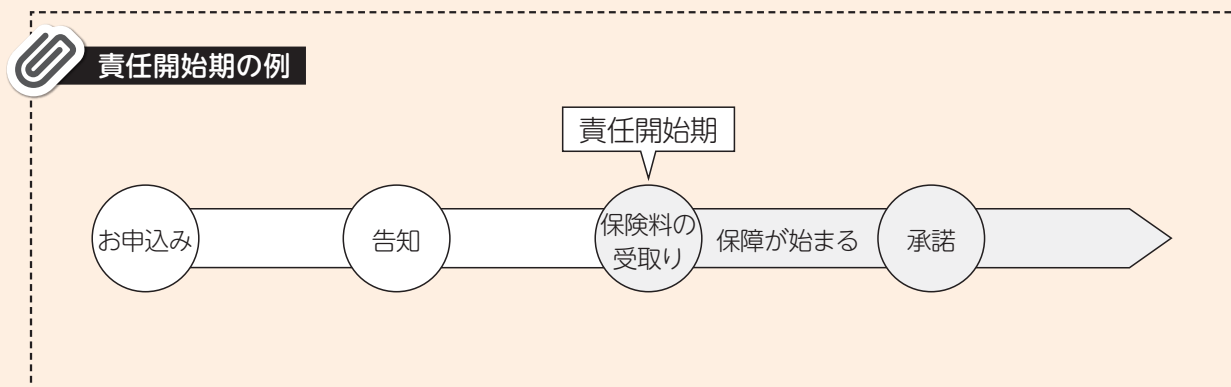 責任開始期の例
責任開始期
お申込み
告知
保険料の
受取り
保障が始まる
承諾